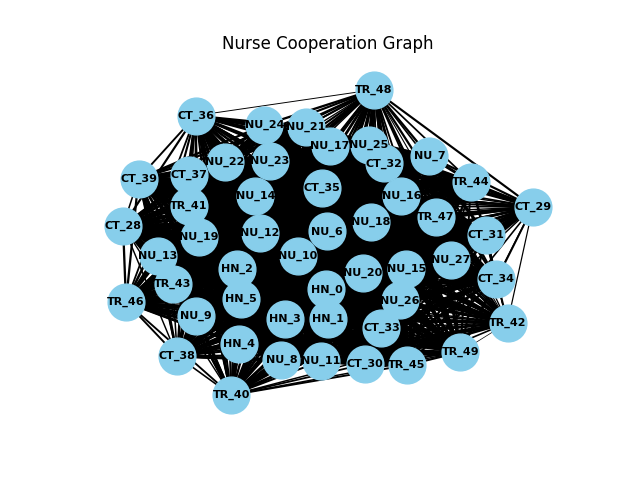 Nurse Cooperation Graph
TR_48
CT_36
NU_24
NU_21
NU_17
NU_25
NU_7
CT_32
NU_22
NU_23
CT_39
CT_37
TR_44
CT_35
NU_14
NU_16
TR_41
CT_29
TR_47
NU_18
CT_28
NU_19
NU_12
NU_6
CT_31
NU_13
NU_10
NU_27
HN_2
NU_20
NU_15
CT_34
TR_43
HN_5
HN_0
NU_26
TR_46
NU_9
HN_3
HN_1
CT_33
TR_42
HN_4
CT_38
NU_8
NU_11
CT_30
TR_45
TR_49
TR_40